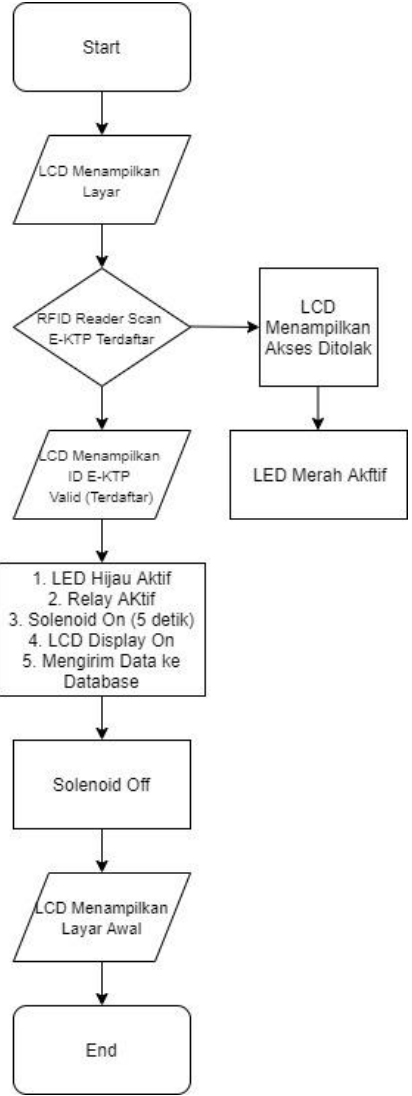 Start
LCD Menampilkan
Layar
RFID Reader Scan
E-KTP Terdaftar
LCD
Menampilkan
Akses Ditolak
LCD Menampilkan
ID E-KTP
Valid (Terdaftar)
LED Merah Akftif
1. LED Hijau Aktif
2. Relay AKtif
3. Solenoid On (5 detik)
4. LCD Display On
5. Mengirim Data ke
Database
Solenoid Off
LCD Menampilkan
Layar Awal
End